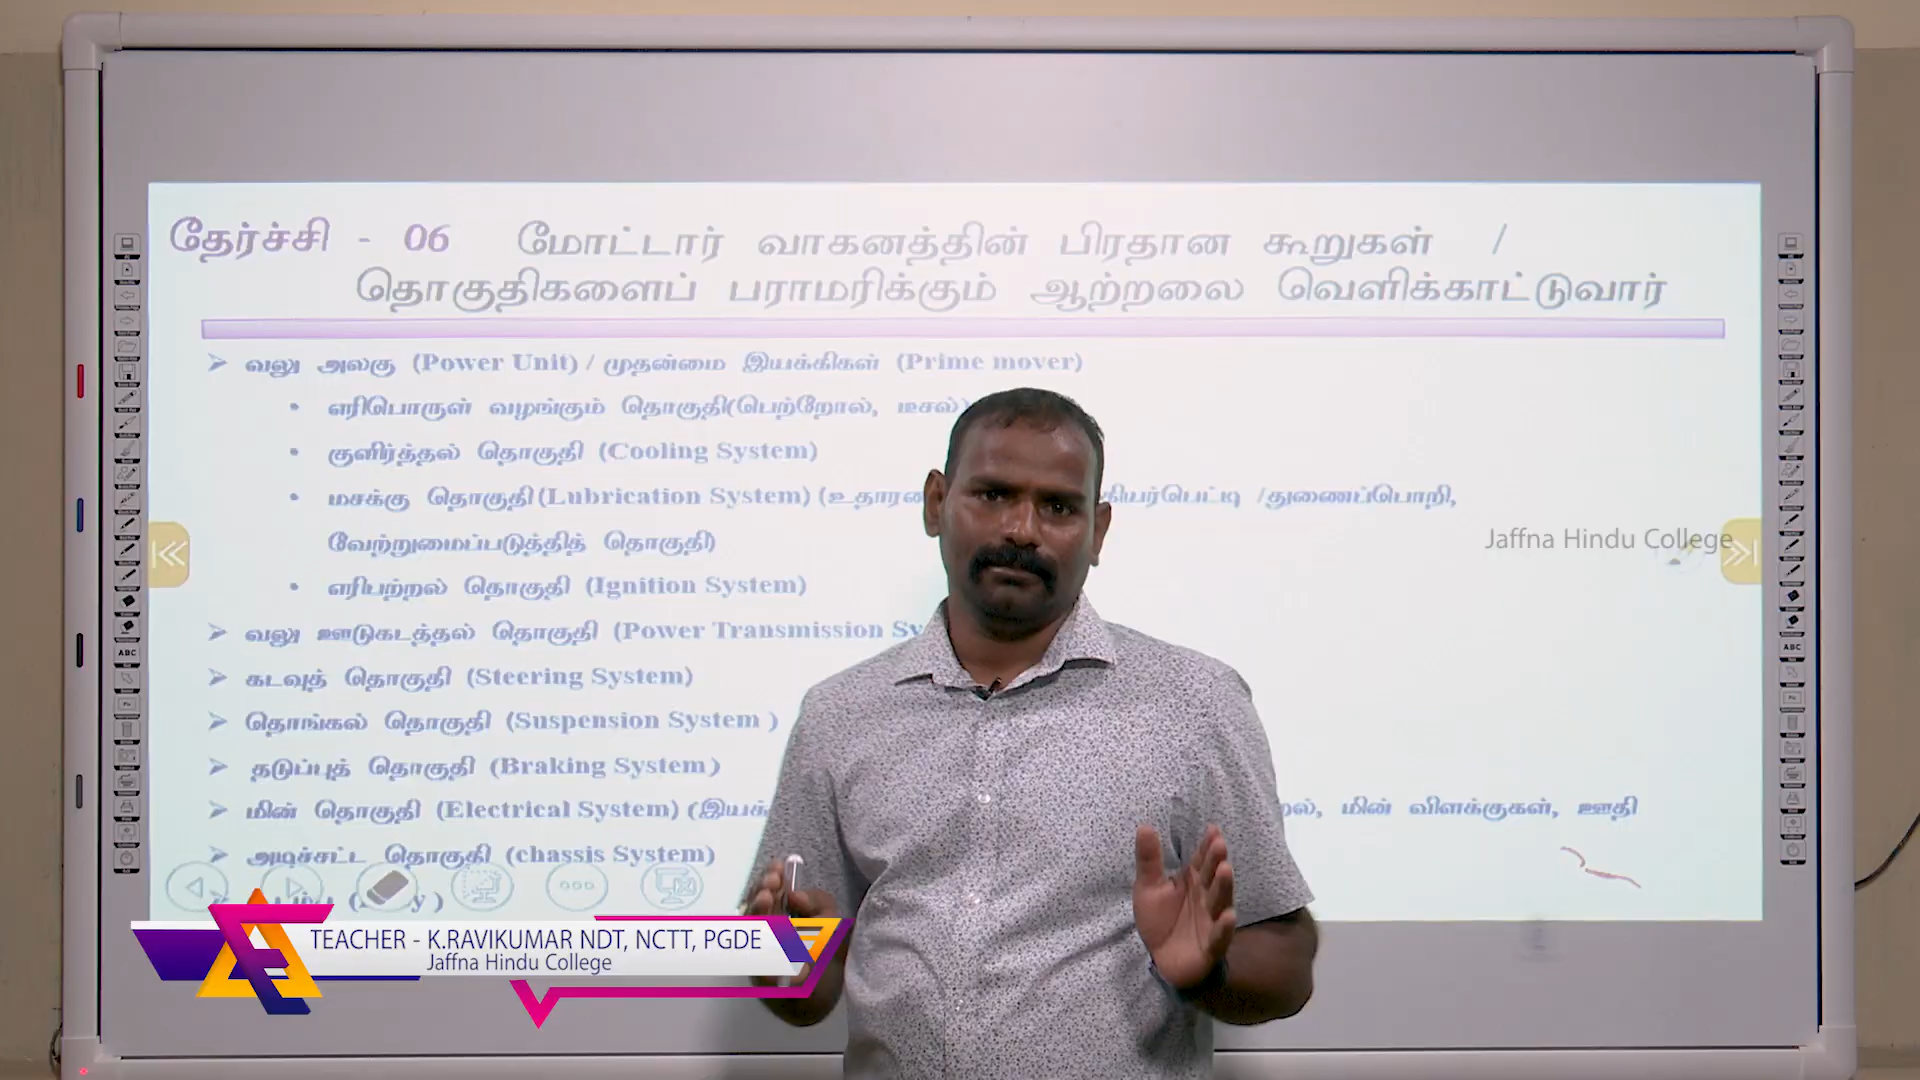 தேர்ச்சி - 06 மோட்டார் வாகனத்தின் பிரதான கூறுகள் /
தொகுதிகளைப் பராமரிக்கும் ஆற்றலை வெளிக்காட்டுவார்
➢ வலு அலகு (Power Unit) / முதன்மை இயக்கிகள் (Prime mover)
• எரிபொருள் வழங்கும் தொகுதி(பெற்றோல், டீசல்)
• குளிர்த்தல் தொகுதி (Cooling System)
• மசக்கு தொகுதி(Lubrication System) ( /துணைப்பொறி,
வேற்றுமைப்படுத்தித் தொகுதி)
• எரிபற்றல் தொகுதி (Ignition System)
➢ வலு ஊடுகடத்தல் தொகுதி (Power Transmission
➢ கடவுத் தொகுதி (Steering System)
➢ தொங்கல் தொகுதி (Suspension System )
➢ தடுப்புத் தொகுதி (Braking System)
➢ மின் தொகுதி (Electrical System) ( மின் விளக்குகள், ஊதி
➢ அடிச்சட்ட தொகுதி (chassis System)
Jaffna Hindu College
ABC
ABC
TEACHER - K.RAVIKUMAR NDT, NCTT, PGDE
Jaffna Hindu College